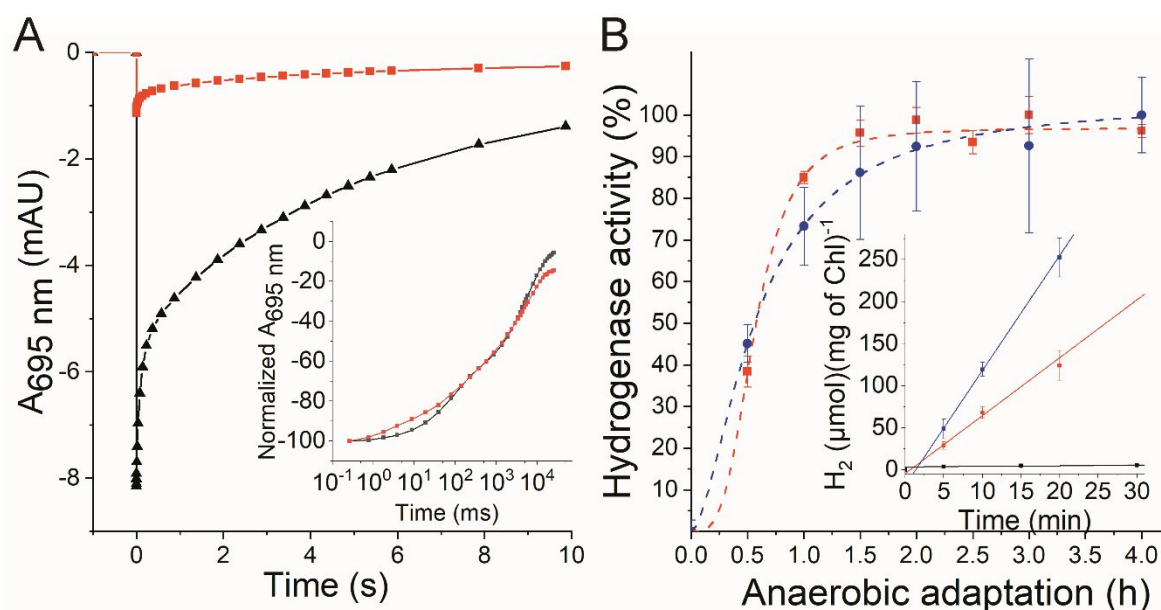 A
A695 nm (mAU)
0
-2
-4
-6
-8
0 2 4 6 8 10
Time (s)
Normalized A695 nm
0
-20
-40
-60
-80
-100
10-1 100 101 102 103 104
Time (ms)
B
Hydrogenase activity (%)
100
90
80
70
60
50
40
30
20
10
0.0 0.5 1.0 1.5 2.0 2.5 3.0 3.5 4.0
Anaerobic adaptation (h)
H2 (µmol)(mg of Chl)-1
250
200
150
100
50
0
0 5 10 15 20 25 30
Time (min)